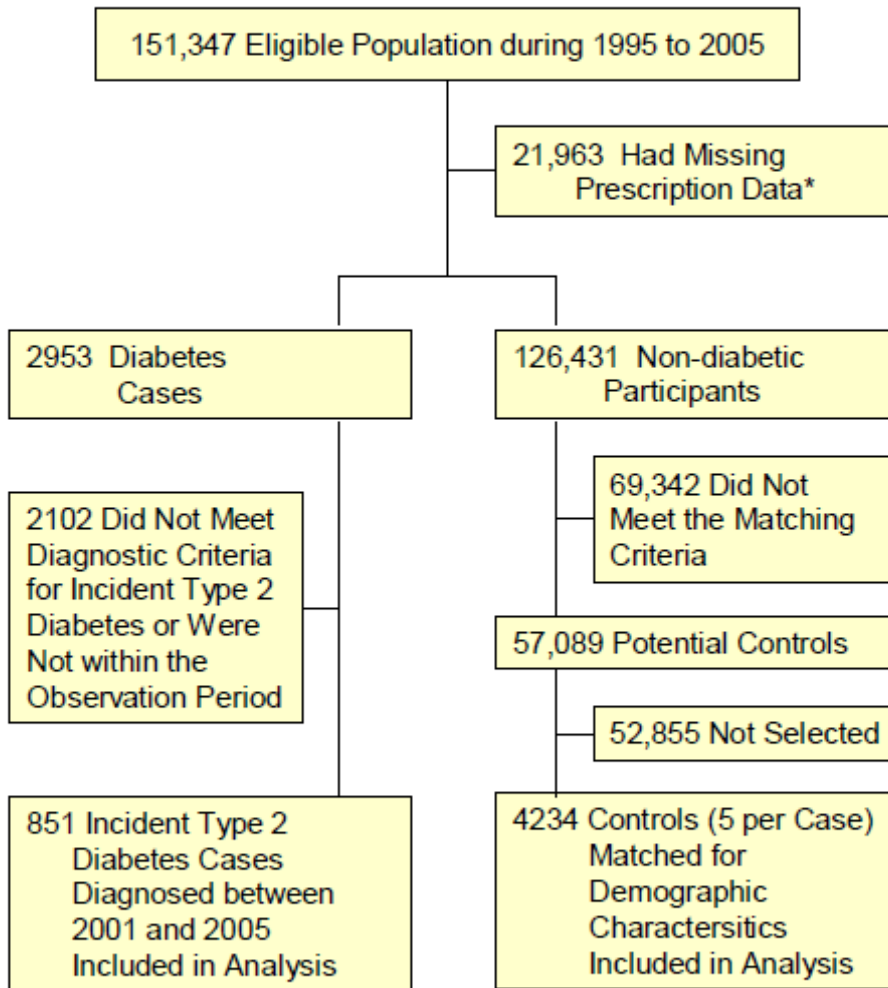 151,347 Eligible Population during 1995 to 2005
21,963 Had Missing
Prescription Data*
2953 Diabetes
Cases
126,431 Non-diabetic
Participants
2102 Did Not Meet
Diagnostic Criteria
for Incident Type 2
Diabetes or Were
Not within the
Observation Period
69,342 Did Not
Meet the Matching
Criteria
57,089 Potential Controls
52,855 Not Selected
851 Incident Type 2
Diabetes Cases
Diagnosed between
2001 and 2005
Included in Analysis
4234 Controls (5 per Case)
Matched for
Demographic
Charactersitics
Included in Analysis